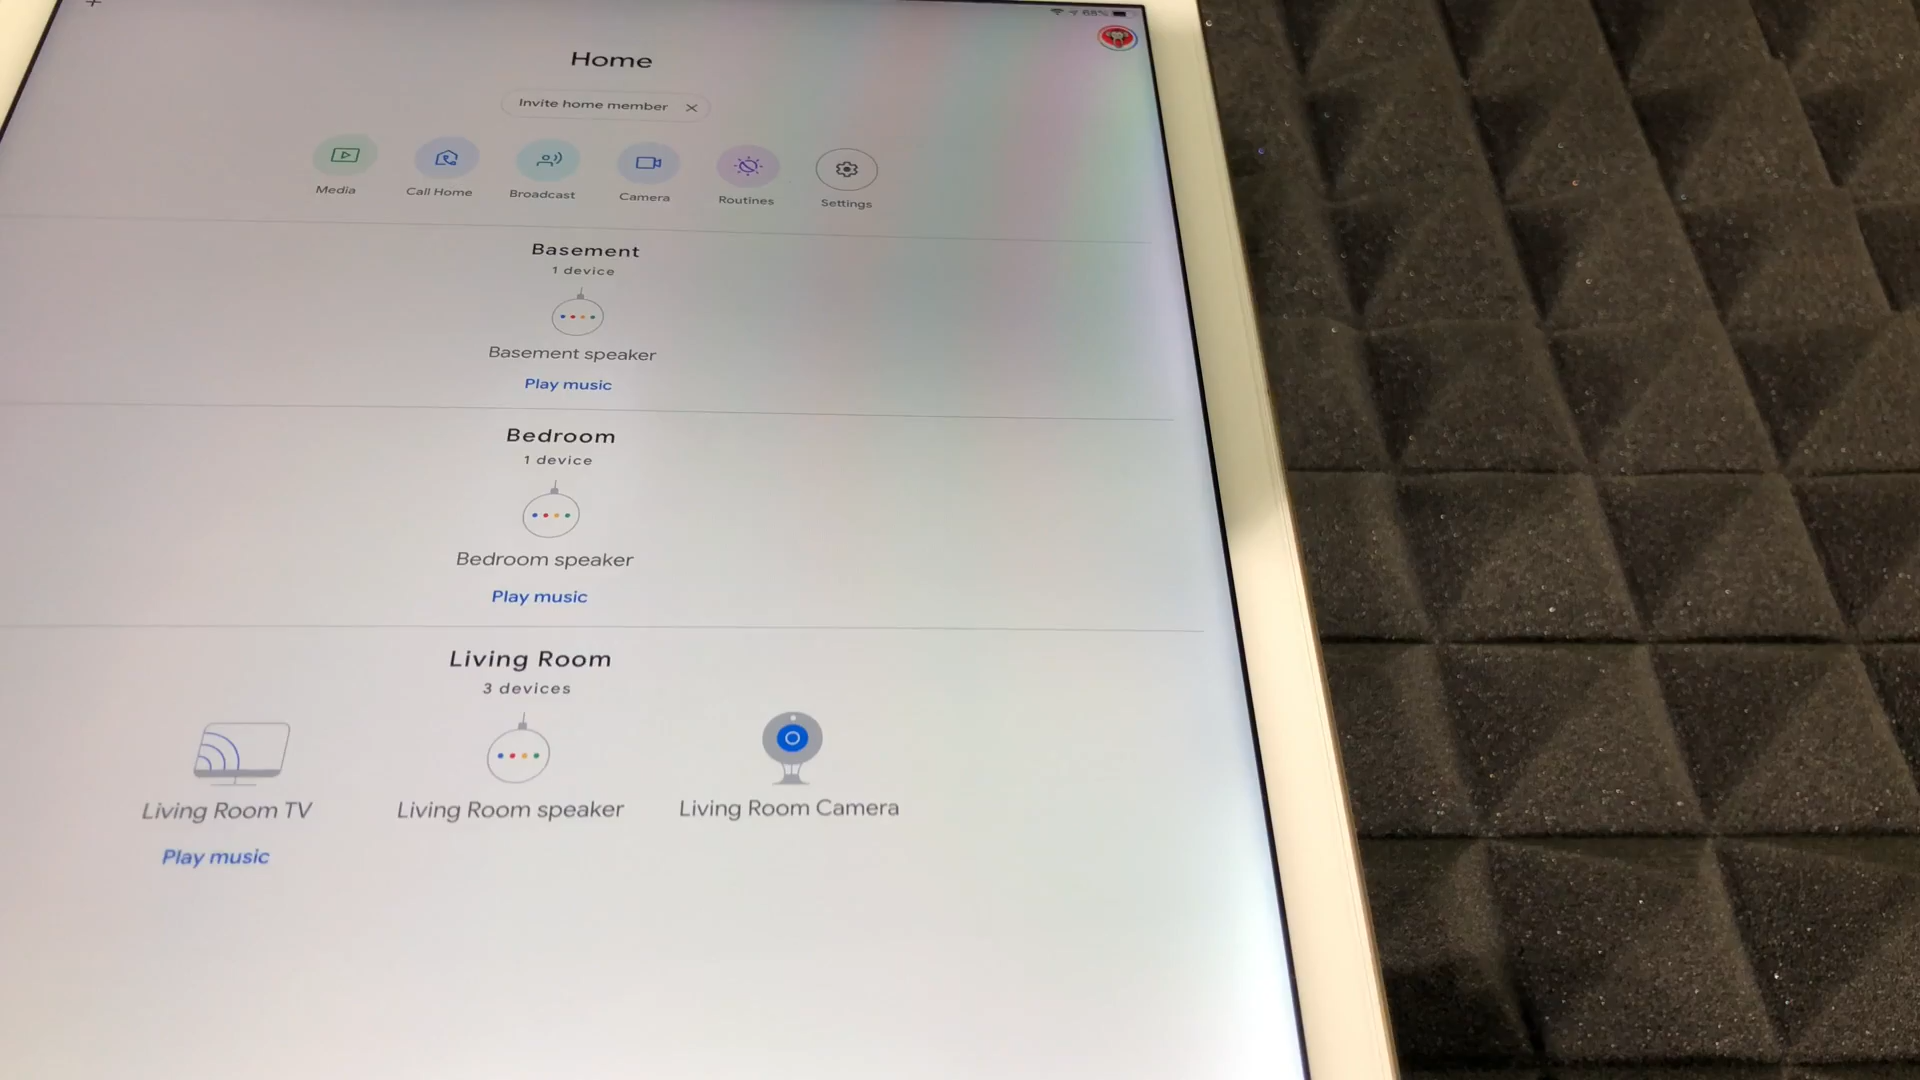 68%
Home
Invite home member
Media Call Home Broadcast Camera Routines Settings
Basement
1 device
Basement speaker
Play music
Bedroom
1 device
Bedroom speaker
Play music
Living Room
3 devices
Living Room TV Living Room speaker Living Room Camera
Play music